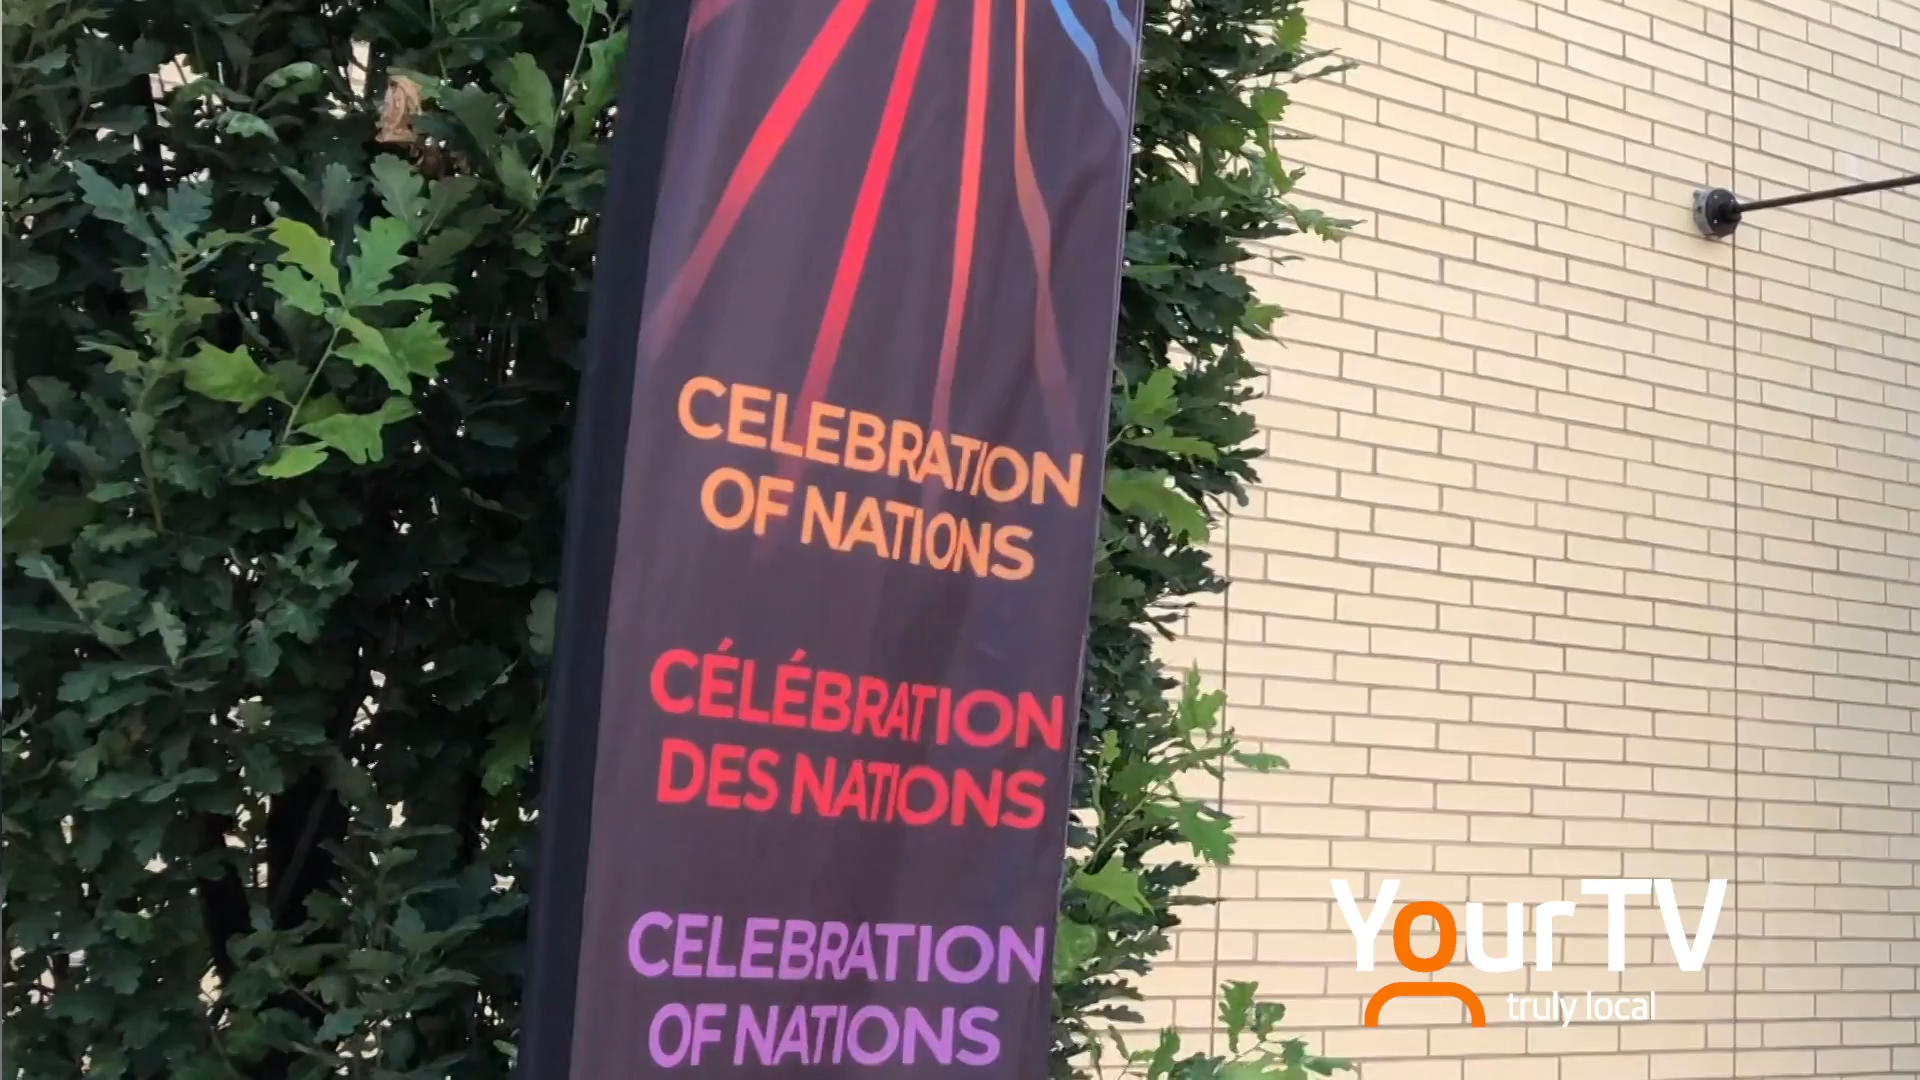 CELEBRATION
OF NATIONS
CÉLÉBRATION
DES NATIONS
CELEBRATION
OF NATIONS
YourTV
truly local